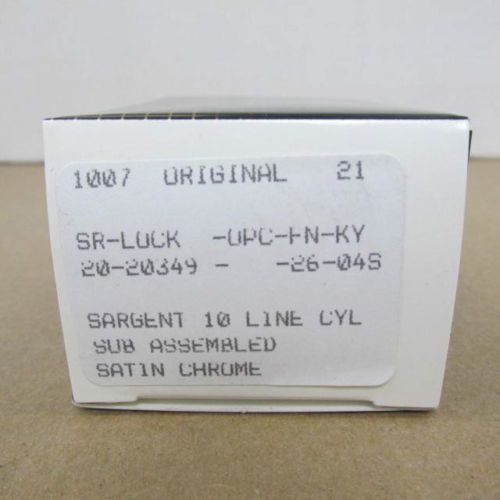 1007 ORIGINAL 21
SR-LOCK -OPC-FN-KY
20-20349 - -26-04S
SARGENT 10 LINE CYL
SUB ASSEMBLED
SATIN CHROME